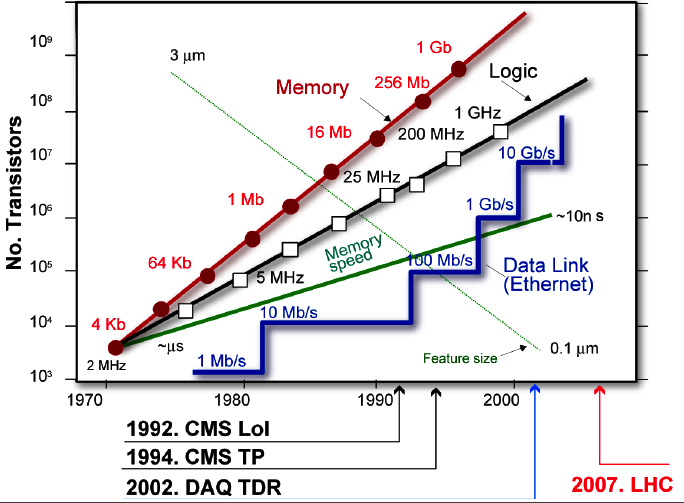 No. Transistors
10⁹
10⁸
10⁷
10⁶
10⁵
10⁴
10³
3 µm
1 Gb
256 Mb
Memory
Logic
16 Mb
1 GHz
200 MHz
10 Gb/s
25 MHz
1 Mb
1 Gb/s
~10n s
Memory
speed
64 Kb
5 MHz
100 Mb/s
Data Link
(Ethernet)
4 Kb
10 Mb/s
~µs
2 MHz
1 Mb/s
Feature size
0.1 µm
1970
1980
1990
2000
1992. CMS LoI
1994. CMS TP
2002. DAQ TDR
2007. LHC